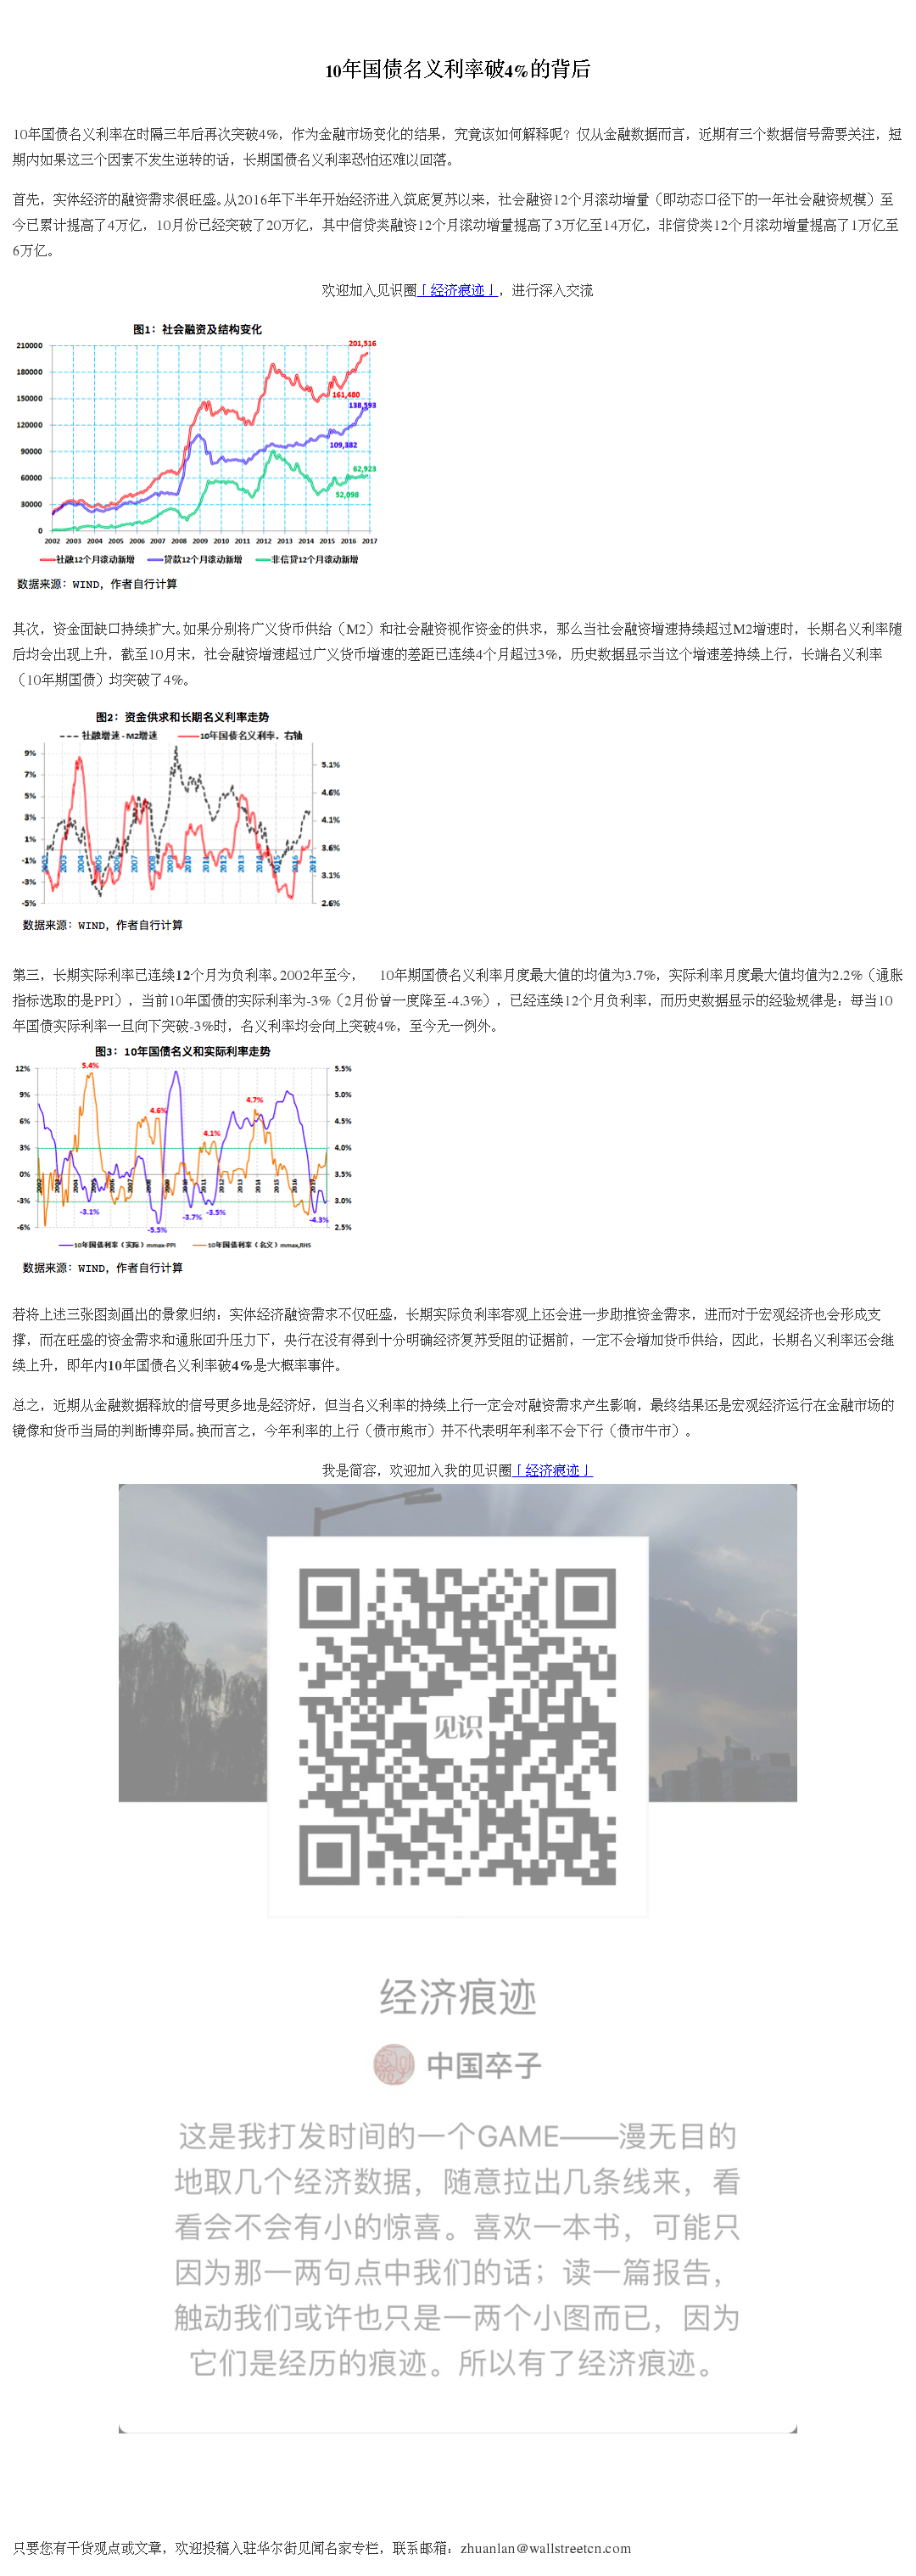 10年国债名义利率破4%的背后
10年国债名义利率在时隔三年后再次突破4%，作为金融市场变化的结果，究竟该如何解释呢？仅从金融数据而言，近期有三个数据信号需要关注，短
期内如果这三个因素不发生逆转的话，长期国债名义利率恐怕还难以回落。
首先，实体经济的融资需求很旺盛。从2016年下半年开始经济进入筑底复苏以来，社会融资12个月滚动增量（即动态口径下的一年社会融资规模）至
今已累计提高了4万亿，10月份已经突破了20万亿，其中信贷类融资12个月滚动增量提高了3万亿至14万亿，非信贷类12个月滚动增量提高了1万亿至
6万亿。
欢迎加入见识圈「经济痕迹」，进行深入交流
图1：社会融资及结构变化
210000
180000
150000
120000
90000
60000
30000
0
201,516
161,480
138,593
109,382
62,923
52,098
2002 2003 2004 2005 2006 2007 2008 2009 2010 2011 2012 2013 2014 2015 2016 2017
社融12个月滚动新增 贷款12个月滚动新增 非信贷12个月滚动新增
数据来源：WIND，作者自行计算
其次，资金面缺口持续扩大。如果分别将广义货币供给（M2）和社会融资视作资金的供求，那么当社会融资增速持续超过M2增速时，长期名义利率随
后均会出现上升，截至10月末，社会融资增速超过广义货币增速的差距已连续4个月超过3%，历史数据显示当这个增速差持续上行，长端名义利率
（10年期国债）均突破了4%。
图2：资金供求和长期名义利率走势
社融增速 - M2增速 10年国债名义利率，右轴
9%
7%
5%
3%
1%
-1%
-3%
-5%
5.1%
4.6%
4.1%
3.6%
3.1%
2.6%
2002 2003 2004 2005 2006 2007 2008 2009 2010 2011 2012 2013 2014 2015 2016 2017
数据来源：WIND，作者自行计算
第三，长期实际利率已连续12个月为负利率。2002年至今， 10年期国债名义利率月度最大值的均值为3.7%，实际利率月度最大值均值为2.2%（通胀
指标选取的是PPI），当前10年国债的实际利率为-3%（2月份曾一度降至-4.3%），已经连续12个月负利率，而历史数据显示的经验规律是：每当10
年国债实际利率一旦向下突破-3%时，名义利率均会向上突破4%，至今无一例外。
图3：10年国债名义和实际利率走势
12%
9%
6%
3%
0%
-3%
-6%
5.5%
5.0%
4.5%
4.0%
3.5%
3.0%
2.5%
5.4%
4.6%
4.1%
4.7%
-3.1%
-5.5%
-3.7%
-3.5%
-4.3%
2002 2003 2004 2005 2006 2007 2008 2009 2010 2011 2012 2013 2014 2015 2016 2017
10年国债利率（实际）mmax-PPI 10年国债利率（名义）mmax,RHS
数据来源：WIND，作者自行计算
若将上述三张图刻画出的景象归纳：实体经济融资需求不仅旺盛，长期实际负利率客观上还会进一步助推资金需求，进而对于宏观经济也会形成支
撑，而在旺盛的资金需求和通胀回升压力下，央行在没有得到十分明确经济复苏受阻的证据前，一定不会增加货币供给，因此，长期名义利率还会继
续上升，即年内10年国债名义利率破4%是大概率事件。
总之，近期从金融数据释放的信号更多地是经济好，但当名义利率的持续上行一定会对融资需求产生影响，最终结果还是宏观经济运行在金融市场的
镜像和货币当局的判断博弈局。换而言之，今年利率的上行（债市熊市）并不代表明年利率不会下行（债市牛市）。
我是简容，欢迎加入我的见识圈「经济痕迹」
见识
经济痕迹
中国卒子
这是我打发时间的一个GAME——漫无目的
地取几个经济数据，随意拉出几条线来，看
看会不会有小的惊喜。喜欢一本书，可能只
因为那一两句点中我们的话；读一篇报告，
触动我们或许也只是一两个小图而已，因为
它们是经历的痕迹。所以有了经济痕迹。
只要您有干货观点或文章，欢迎投稿入驻华尔街见闻名家专栏，联系邮箱：zhuanlan@wallstreetcn.com